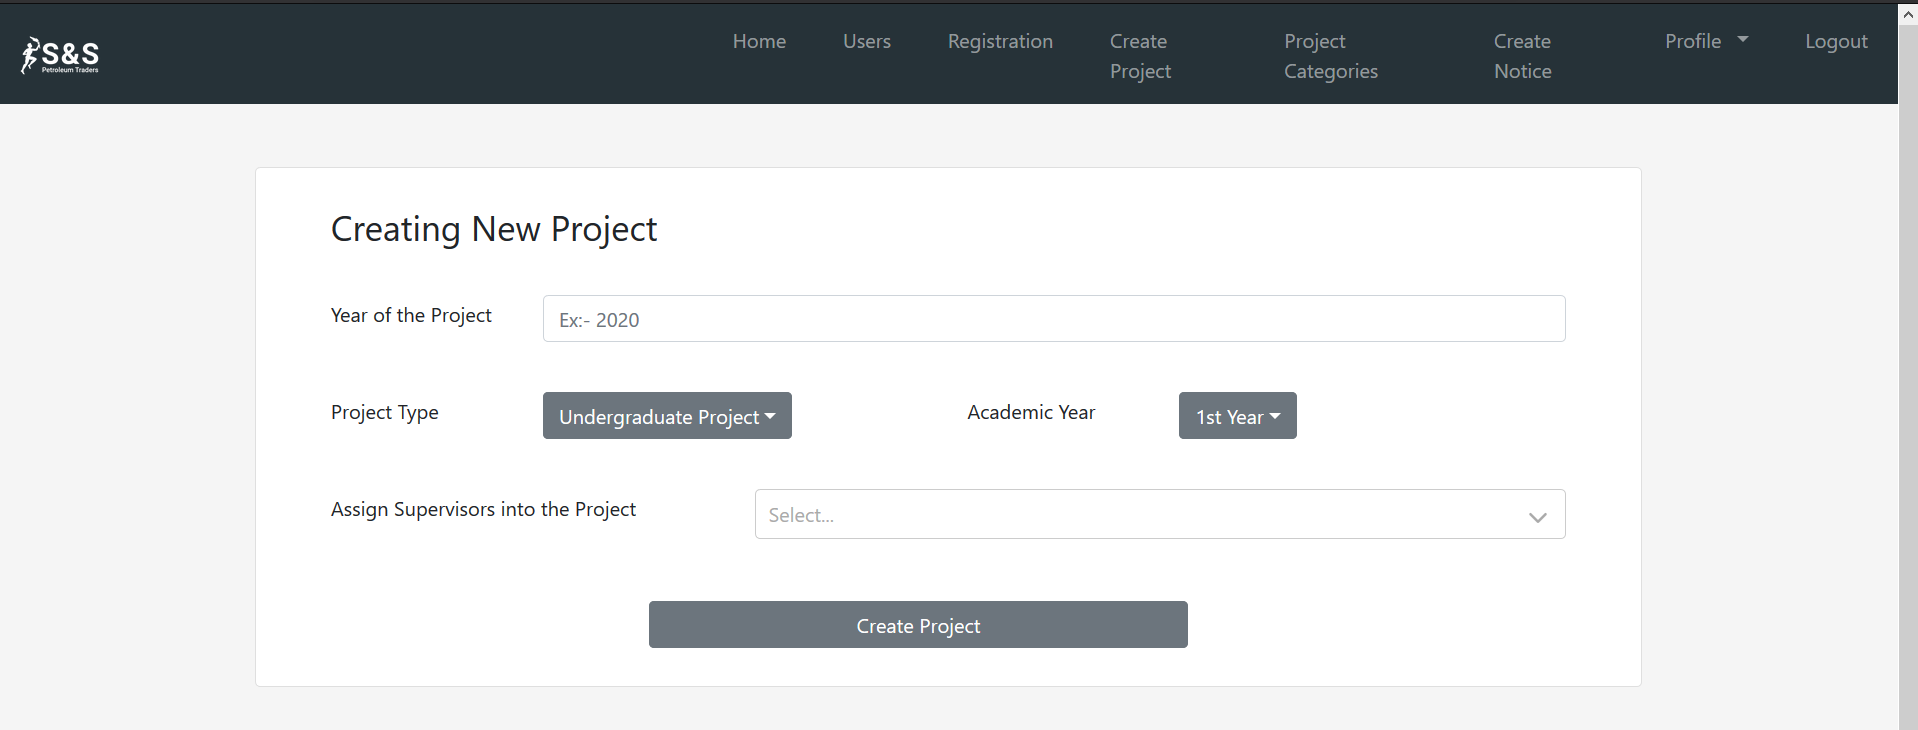 S&S
Petroleum Traders
Home Users Registration Create Project Project Categories Create Notice Profile Logout
Creating New Project
Year of the Project Ex:- 2020
Project Type Undergraduate Project Academic Year 1st Year
Assign Supervisors into the Project Select...
Create Project